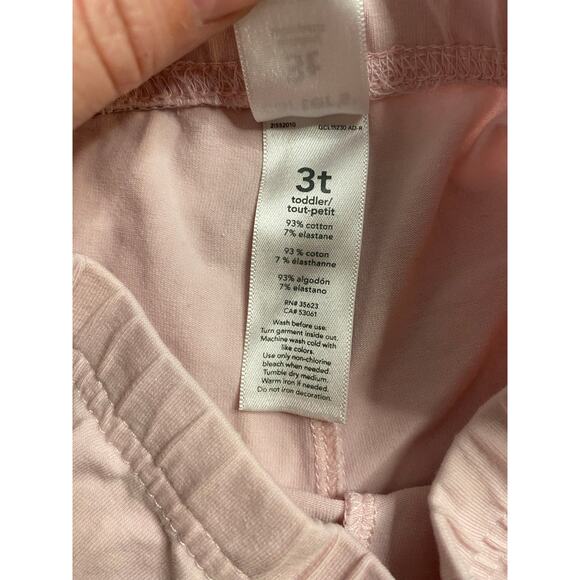 21552010 GCL15230 AD-R
3t
toddler/
tout-petit
93% cotton
7% elastane
93 % coton
7 % élasthanne
93% algodón
7% elastano
RN# 35623
CA# 53061
Wash before use.
Turn garment inside out.
Machine wash cold with
like colors.
Use only non-chlorine
bleach when needed.
Tumble dry medium.
Warm iron if needed.
Do not iron decoration.